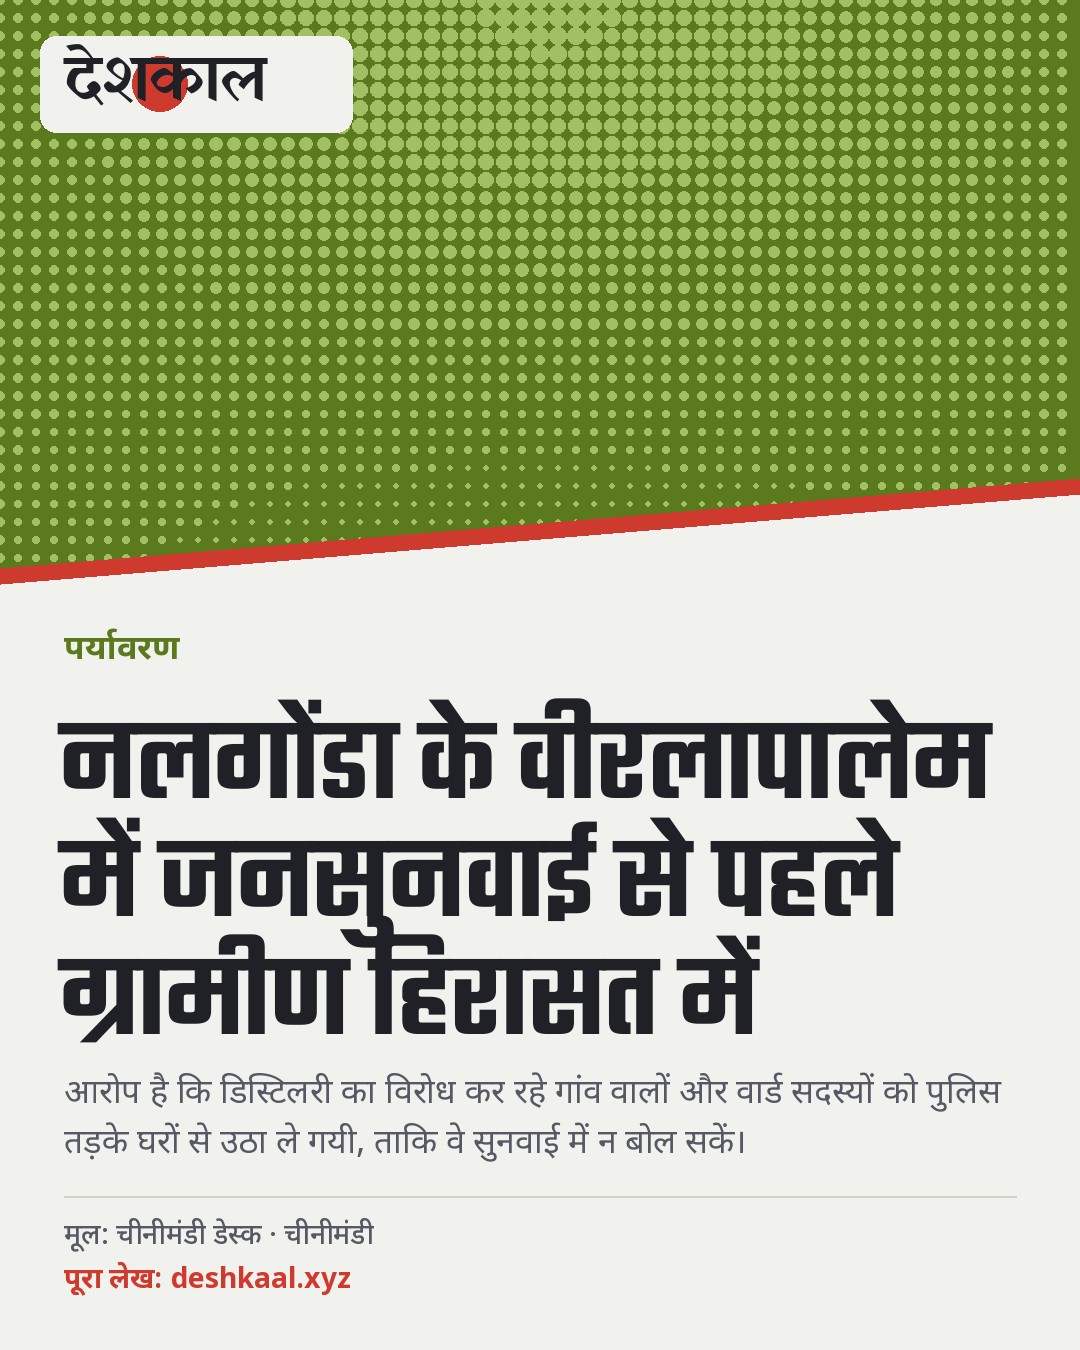 देशकाल
पर्यावरण
नलगोंडा के वीरलापालेम
में जनसुनवाई से पहले
ग्रामीण हिरासत में
आरोप है कि डिस्टिलरी का विरोध कर रहे गांव वालों और वार्ड सदस्यों को पुलिस
तड़के घरों से उठा ले गयी, ताकि वे सुनवाई में न बोल सकें।
मूल: चीनीमंडी डेस्क · चीनीमंडी
पूरा लेख: deshkaal.xyz